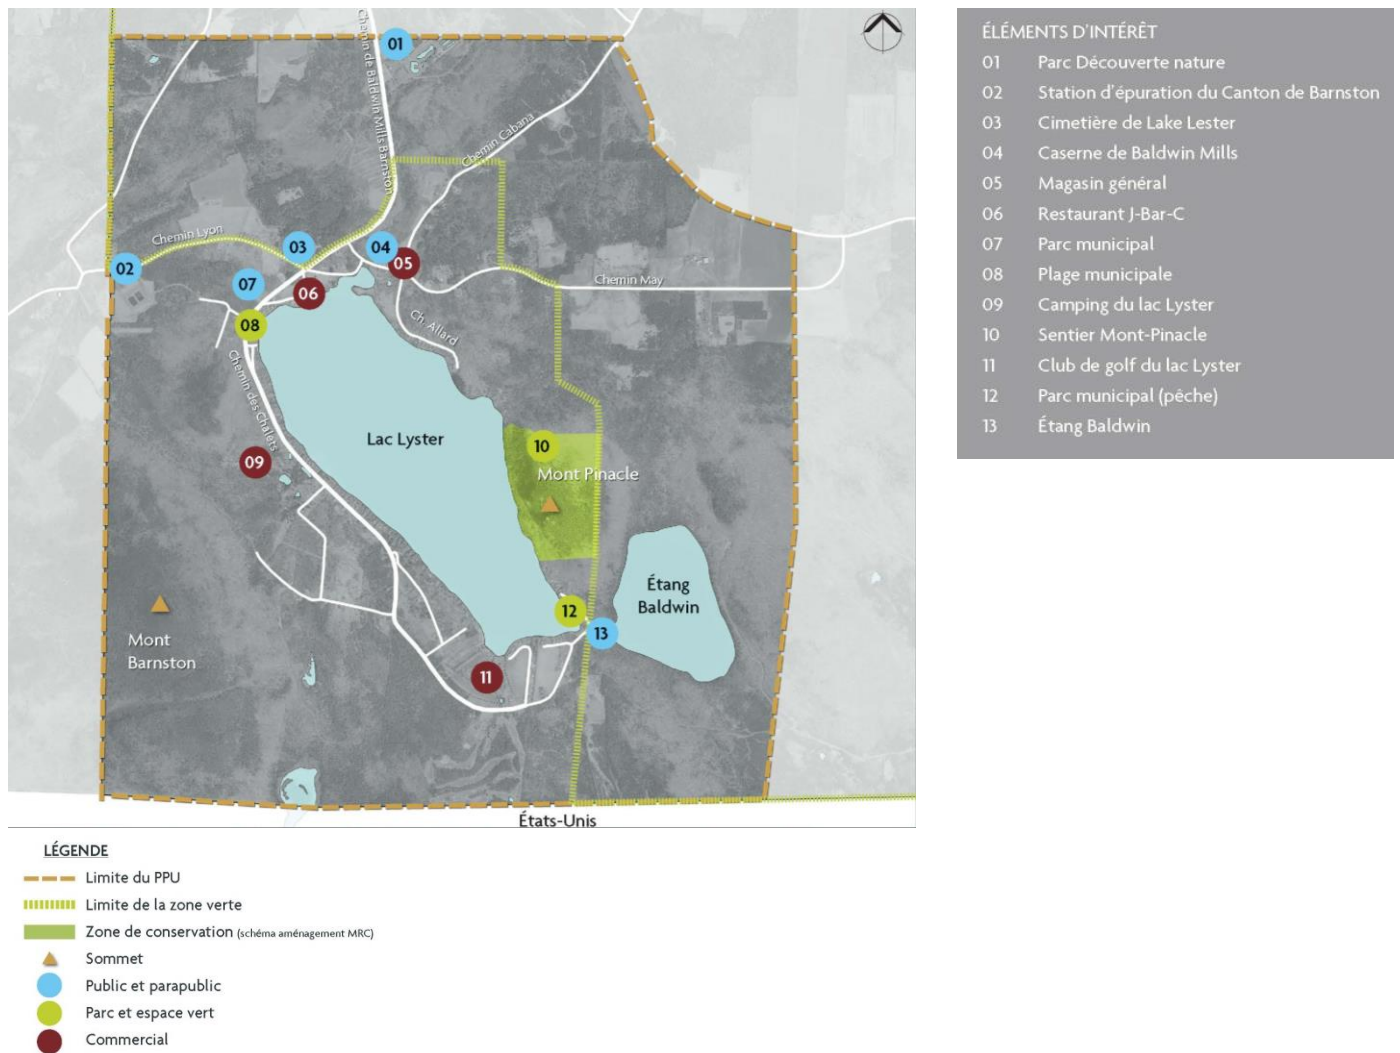 01
Chemin de Baldwin Mills Barnston
Chemin Cabana
Chemin Lyon
03
04
05
02
07
06
Chemin May
08
Ch. Allard
Chemin des Chalets
Lac Lyster
10
09
Mont Pinacle
Étang
Baldwin
12
13
Mont
Barnston
11
États-Unis
ÉLÉMENTS D'INTÉRÊT
01 Parc Découverte nature
02 Station d'épuration du Canton de Barnston
03 Cimetière de Lake Lester
04 Caserne de Baldwin Mills
05 Magasin général
06 Restaurant J-Bar-C
07 Parc municipal
08 Plage municipale
09 Camping du lac Lyster
10 Sentier Mont-Pinacle
11 Club de golf du lac Lyster
12 Parc municipal (pêche)
13 Étang Baldwin
LÉGENDE
Limite du PPU
Limite de la zone verte
Zone de conservation (schéma aménagement MRC)
Sommet
Public et parapublic
Parc et espace vert
Commercial